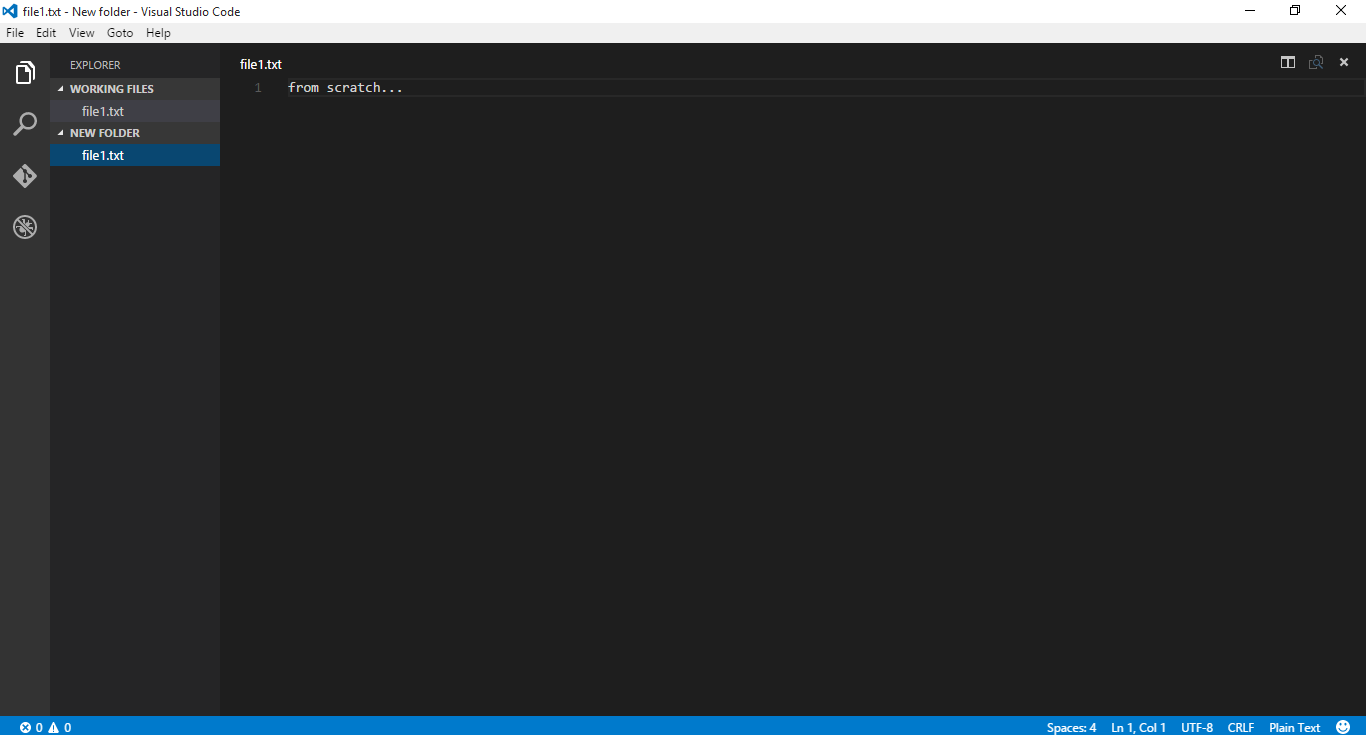 file1.txt - New folder - Visual Studio Code
File Edit View Goto Help
EXPLORER
WORKING FILES
file1.txt
NEW FOLDER
file1.txt
file1.txt
1 from scratch...
0 0 Spaces: 4 Ln 1, Col 1 UTF-8 CRLF Plain Text